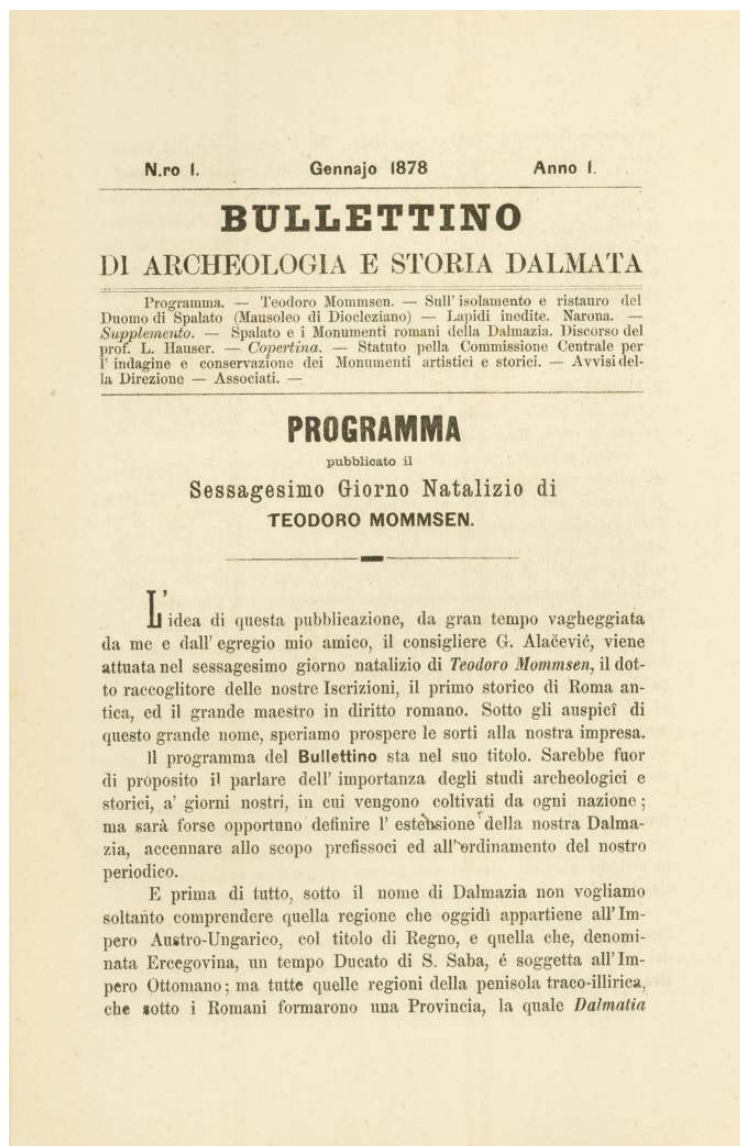 N.ro 1. Gennajo 1878 Anno 1.
BULLETTINO
DI ARCHEOLOGIA E STORIA DALMATA
Programma. — Teodoro Mommsen. — Sull' isolamento e ristauro del
Duomo di Spalato (Mausoleo di Diocleziano) — Lapidi inedite. Narona. —
Supplemento. — Spalato e i Monumenti romani della Dalmazia. Discorso del
prof. L. Hauser. — Copertina. — Statuto pella Commissione Centrale per
l' indagine e conservazione dei Monumenti artistici e storici. — Avvisi del-
la Direzione — Associati. —
PROGRAMMA
pubblicato il
Sessagesimo Giorno Natalizio di
TEODORO MOMMSEN.
L'idea di questa pubblicazione, da gran tempo vagheggiata
da me e dall' egregio mio amico, il consigliere G. Alačević, viene
attuata nel sessagesimo giorno natalizio di Teodoro Mommsen, il dot-
to raccoglitore delle nostre Iscrizioni, il primo storico di Roma an-
tica, ed il grande maestro in diritto romano. Sotto gli auspicî di
questo grande nome, speriamo prospere le sorti alla nostra impresa.
Il programma del Bullettino sta nel suo titolo. Sarebbe fuor
di proposito il parlare dell' importanza degli studi archeologici e
storici, a' giorni nostri, in cui vengono coltivati da ogni nazione ;
ma sarà forse opportuno definire l' estensione della nostra Dalma-
zia, accennare allo scopo prefissoci ed all'ordinamento del nostro
periodico.
E prima di tutto, sotto il nome di Dalmazia non vogliamo
soltanto comprendere quella regione che oggidì appartiene all' Im-
pero Austro-Ungarico, col titolo di Regno, e quella che, denomi-
nata Ercegovina, un tempo Ducato di S. Saba, é soggetta all' Im-
pero Ottomano ; ma tutte quelle regioni della penisola traco-illirica,
che sotto i Romani formarono una Provincia, la quale Dalmatia